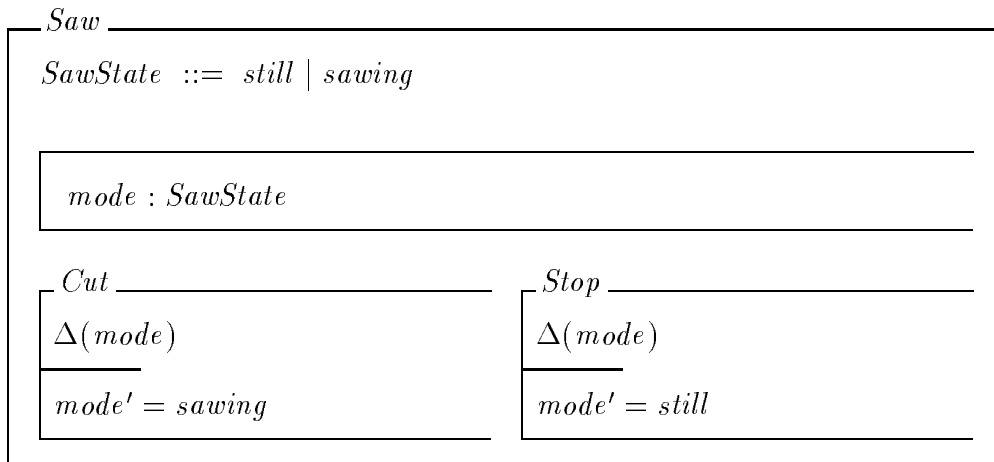 Saw
SawState ::= still | sawing
mode : SawState
Cut
Stop
Δ(mode)
Δ(mode)
mode′ = sawing
mode′ = still